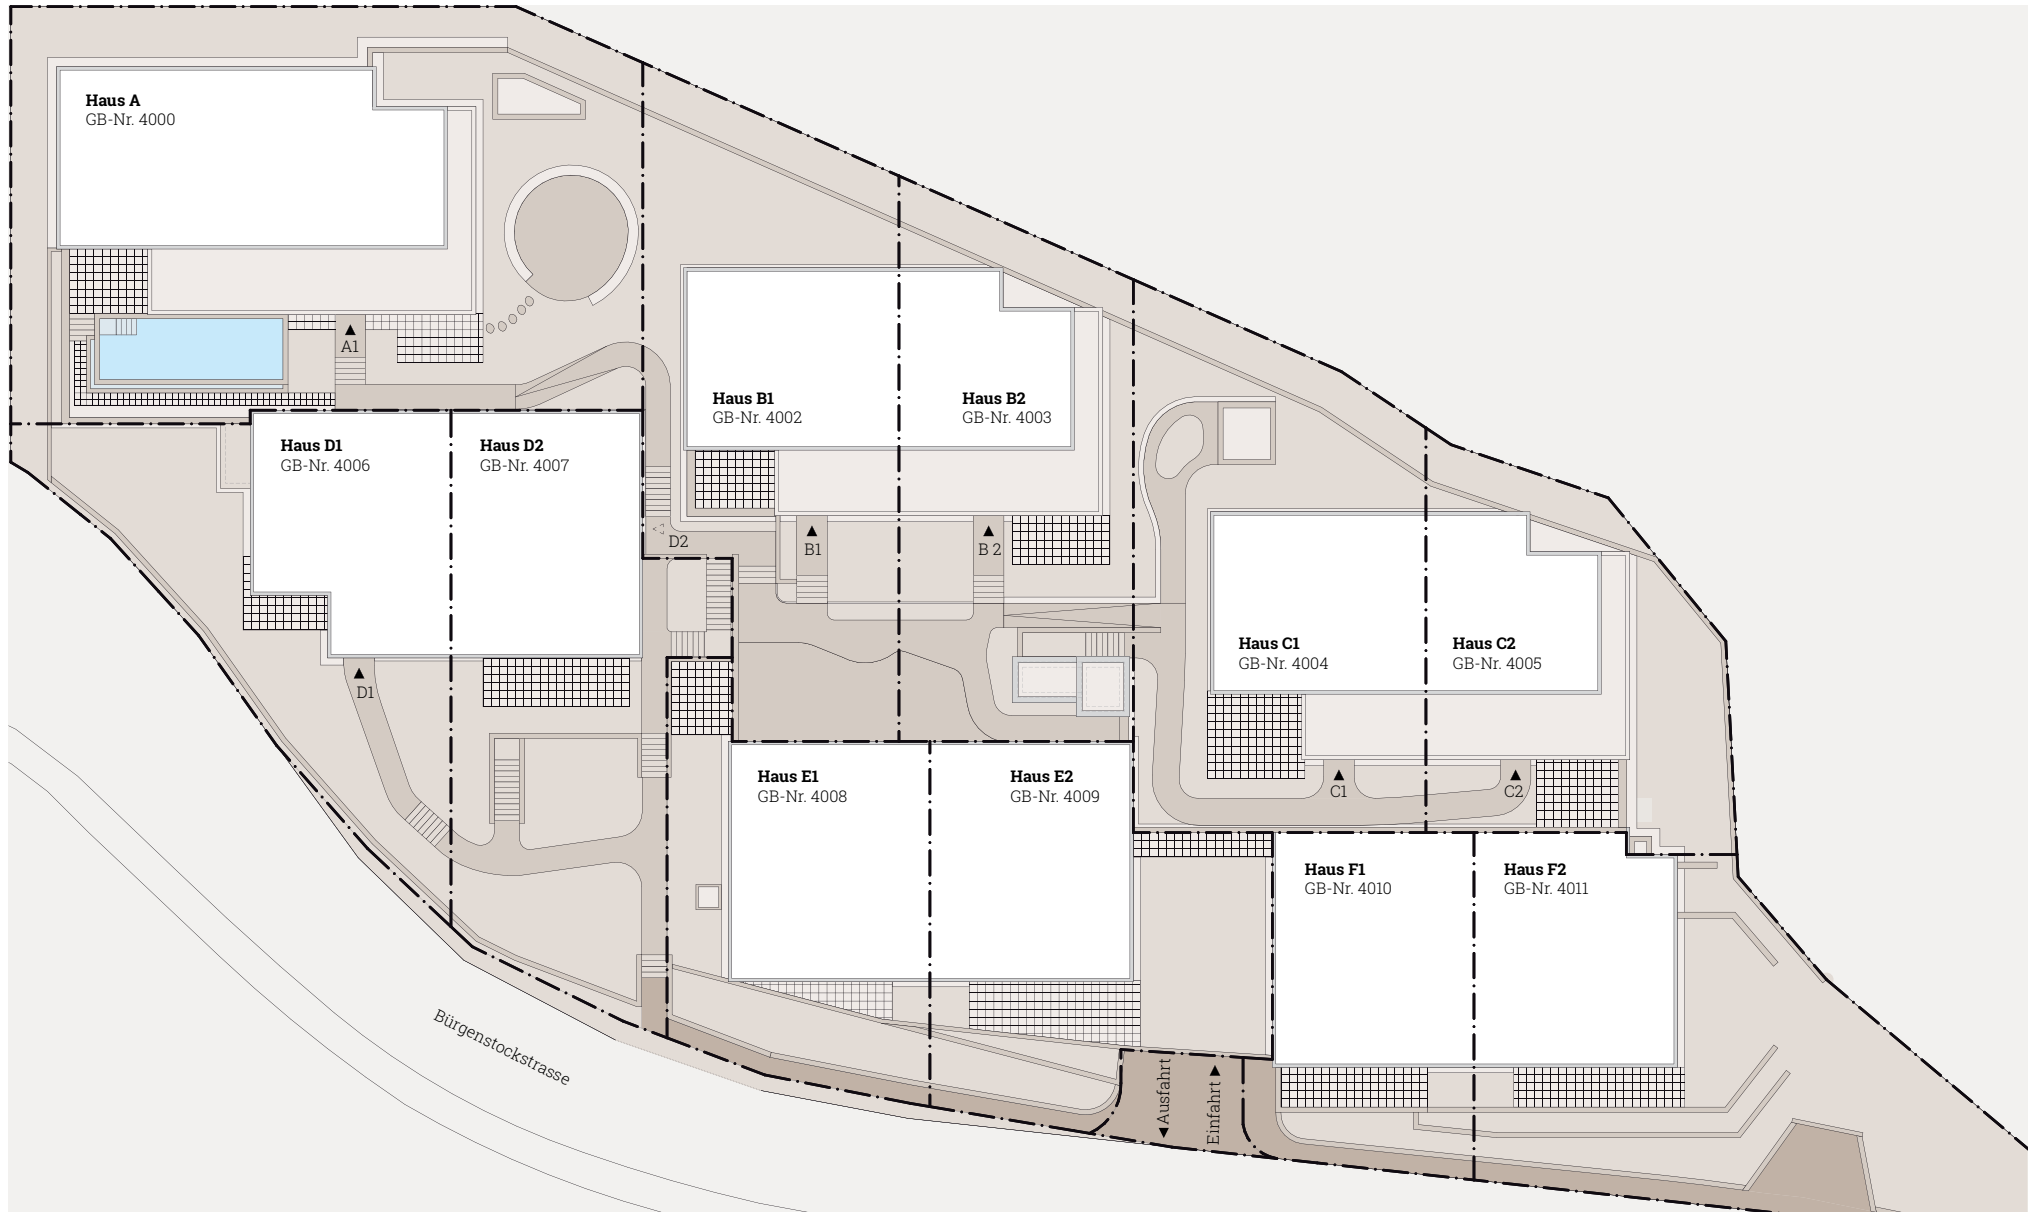 Haus A
GB-Nr. 4000
A1
Haus B1
GB-Nr. 4002
Haus B2
GB-Nr. 4003
Haus D1
GB-Nr. 4006
Haus D2
GB-Nr. 4007
D2
B1
B 2
Haus C1
GB-Nr. 4004
Haus C2
GB-Nr. 4005
D1
Haus E1
GB-Nr. 4008
Haus E2
GB-Nr. 4009
C1
C2
Haus F1
GB-Nr. 4010
Haus F2
GB-Nr. 4011
Bürgenstockstrasse
Ausfahrt
Einfahrt